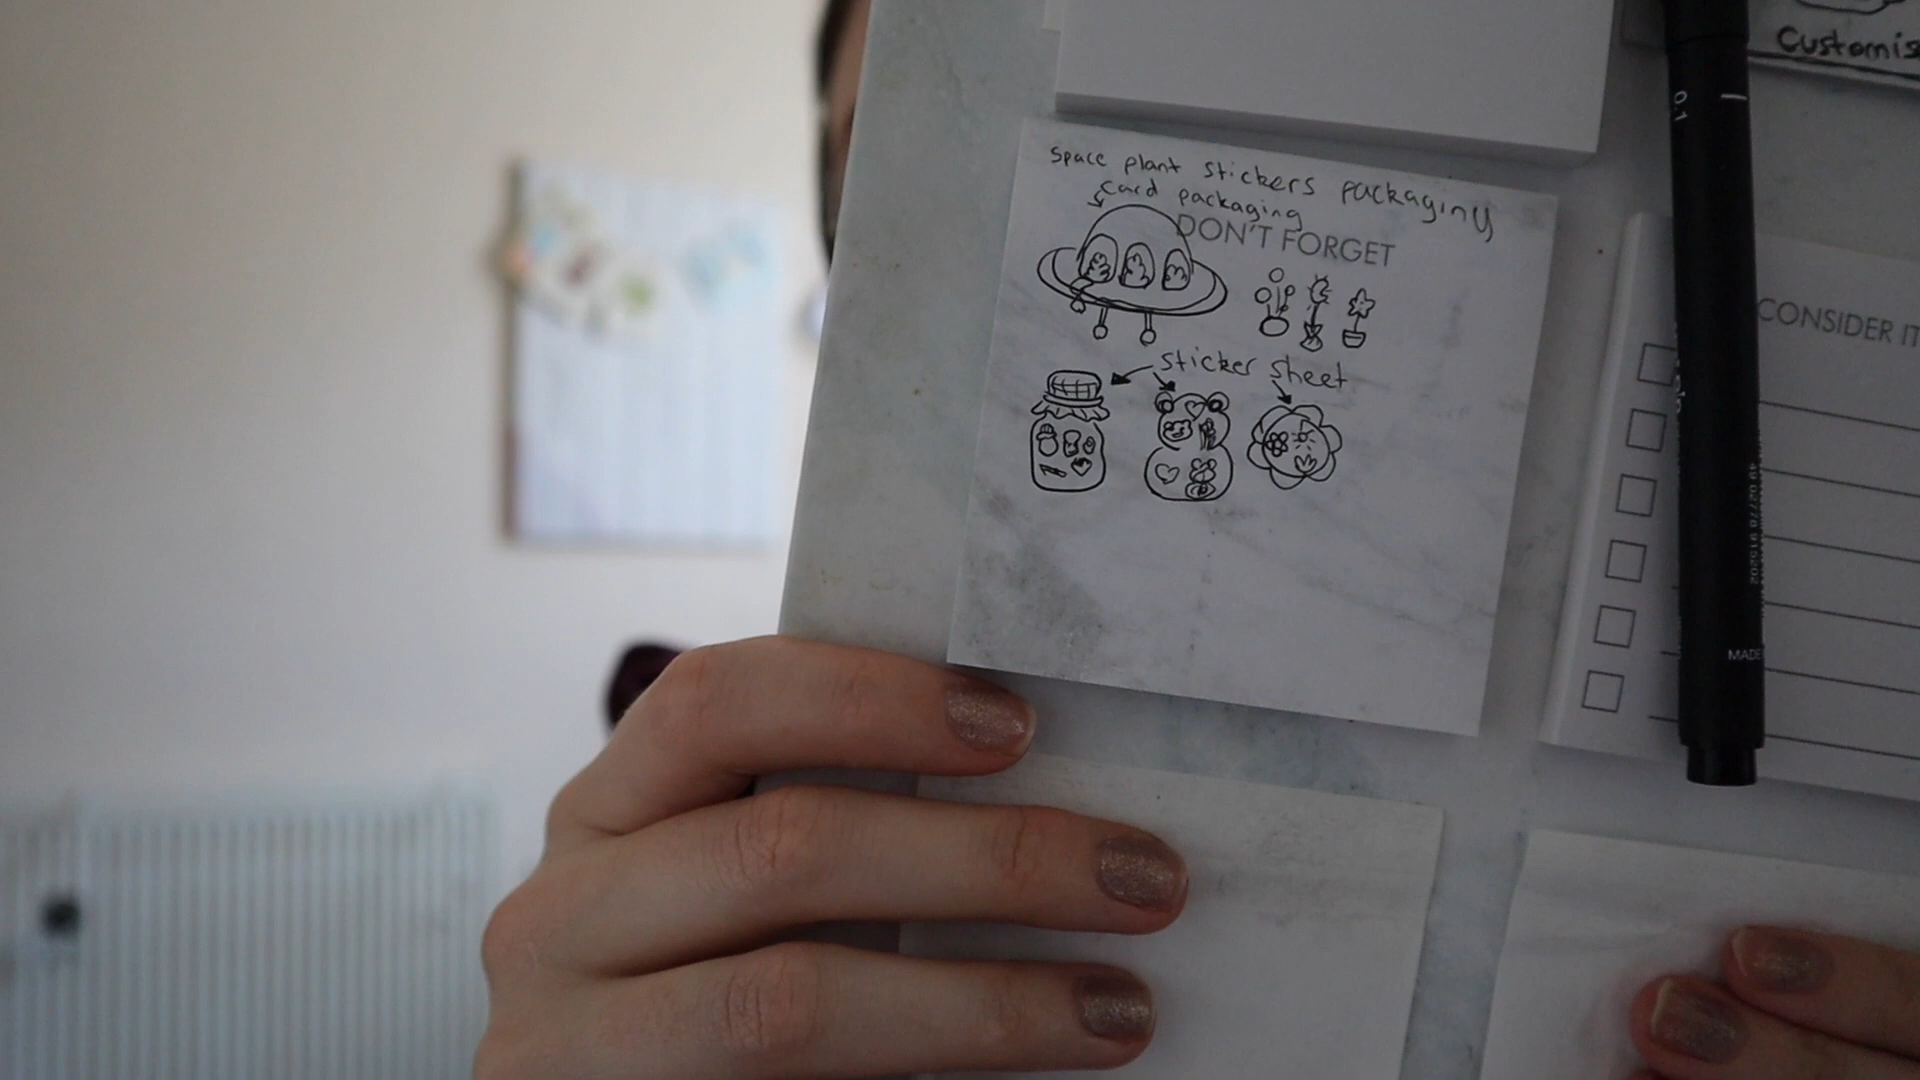 Customis
0.1
space plant stickers packaging
card packaging
DON'T FORGET
sticker sheet
CONSIDER IT
MADE